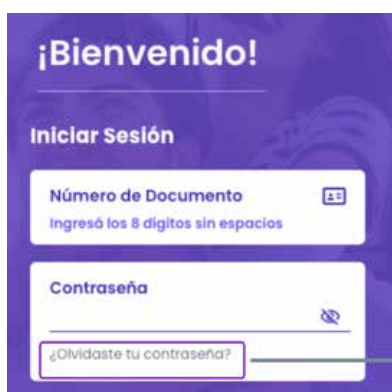 ¡Bienvenido!
Iniciar Sesión
Número de Documento
Ingresá los 8 dígitos sin espacios
Contraseña
¿Olvidaste tu contraseña?